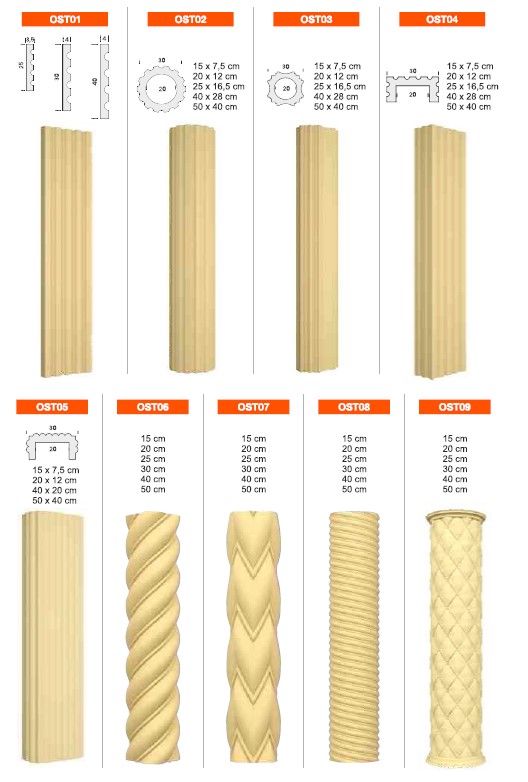 OST01
3,5
4
4
25
30
40
OST02
30
20
15 x 7,5 cm
20 x 12 cm
25 x 16,5 cm
40 x 28 cm
50 x 40 cm
OST03
30
20
15 x 7,5 cm
20 x 12 cm
25 x 16,5 cm
40 x 28 cm
50 x 40 cm
OST04
30
20
15 x 7,5 cm
20 x 12 cm
25 x 16,5 cm
40 x 28 cm
50 x 40 cm
OST05
30
20
15 x 7,5 cm
20 x 12 cm
40 x 20 cm
50 x 40 cm
OST06
15 cm
20 cm
25 cm
30 cm
40 cm
50 cm
OST07
15 cm
20 cm
25 cm
30 cm
40 cm
50 cm
OST08
15 cm
20 cm
25 cm
30 cm
40 cm
50 cm
OST09
15 cm
20 cm
25 cm
30 cm
40 cm
50 cm